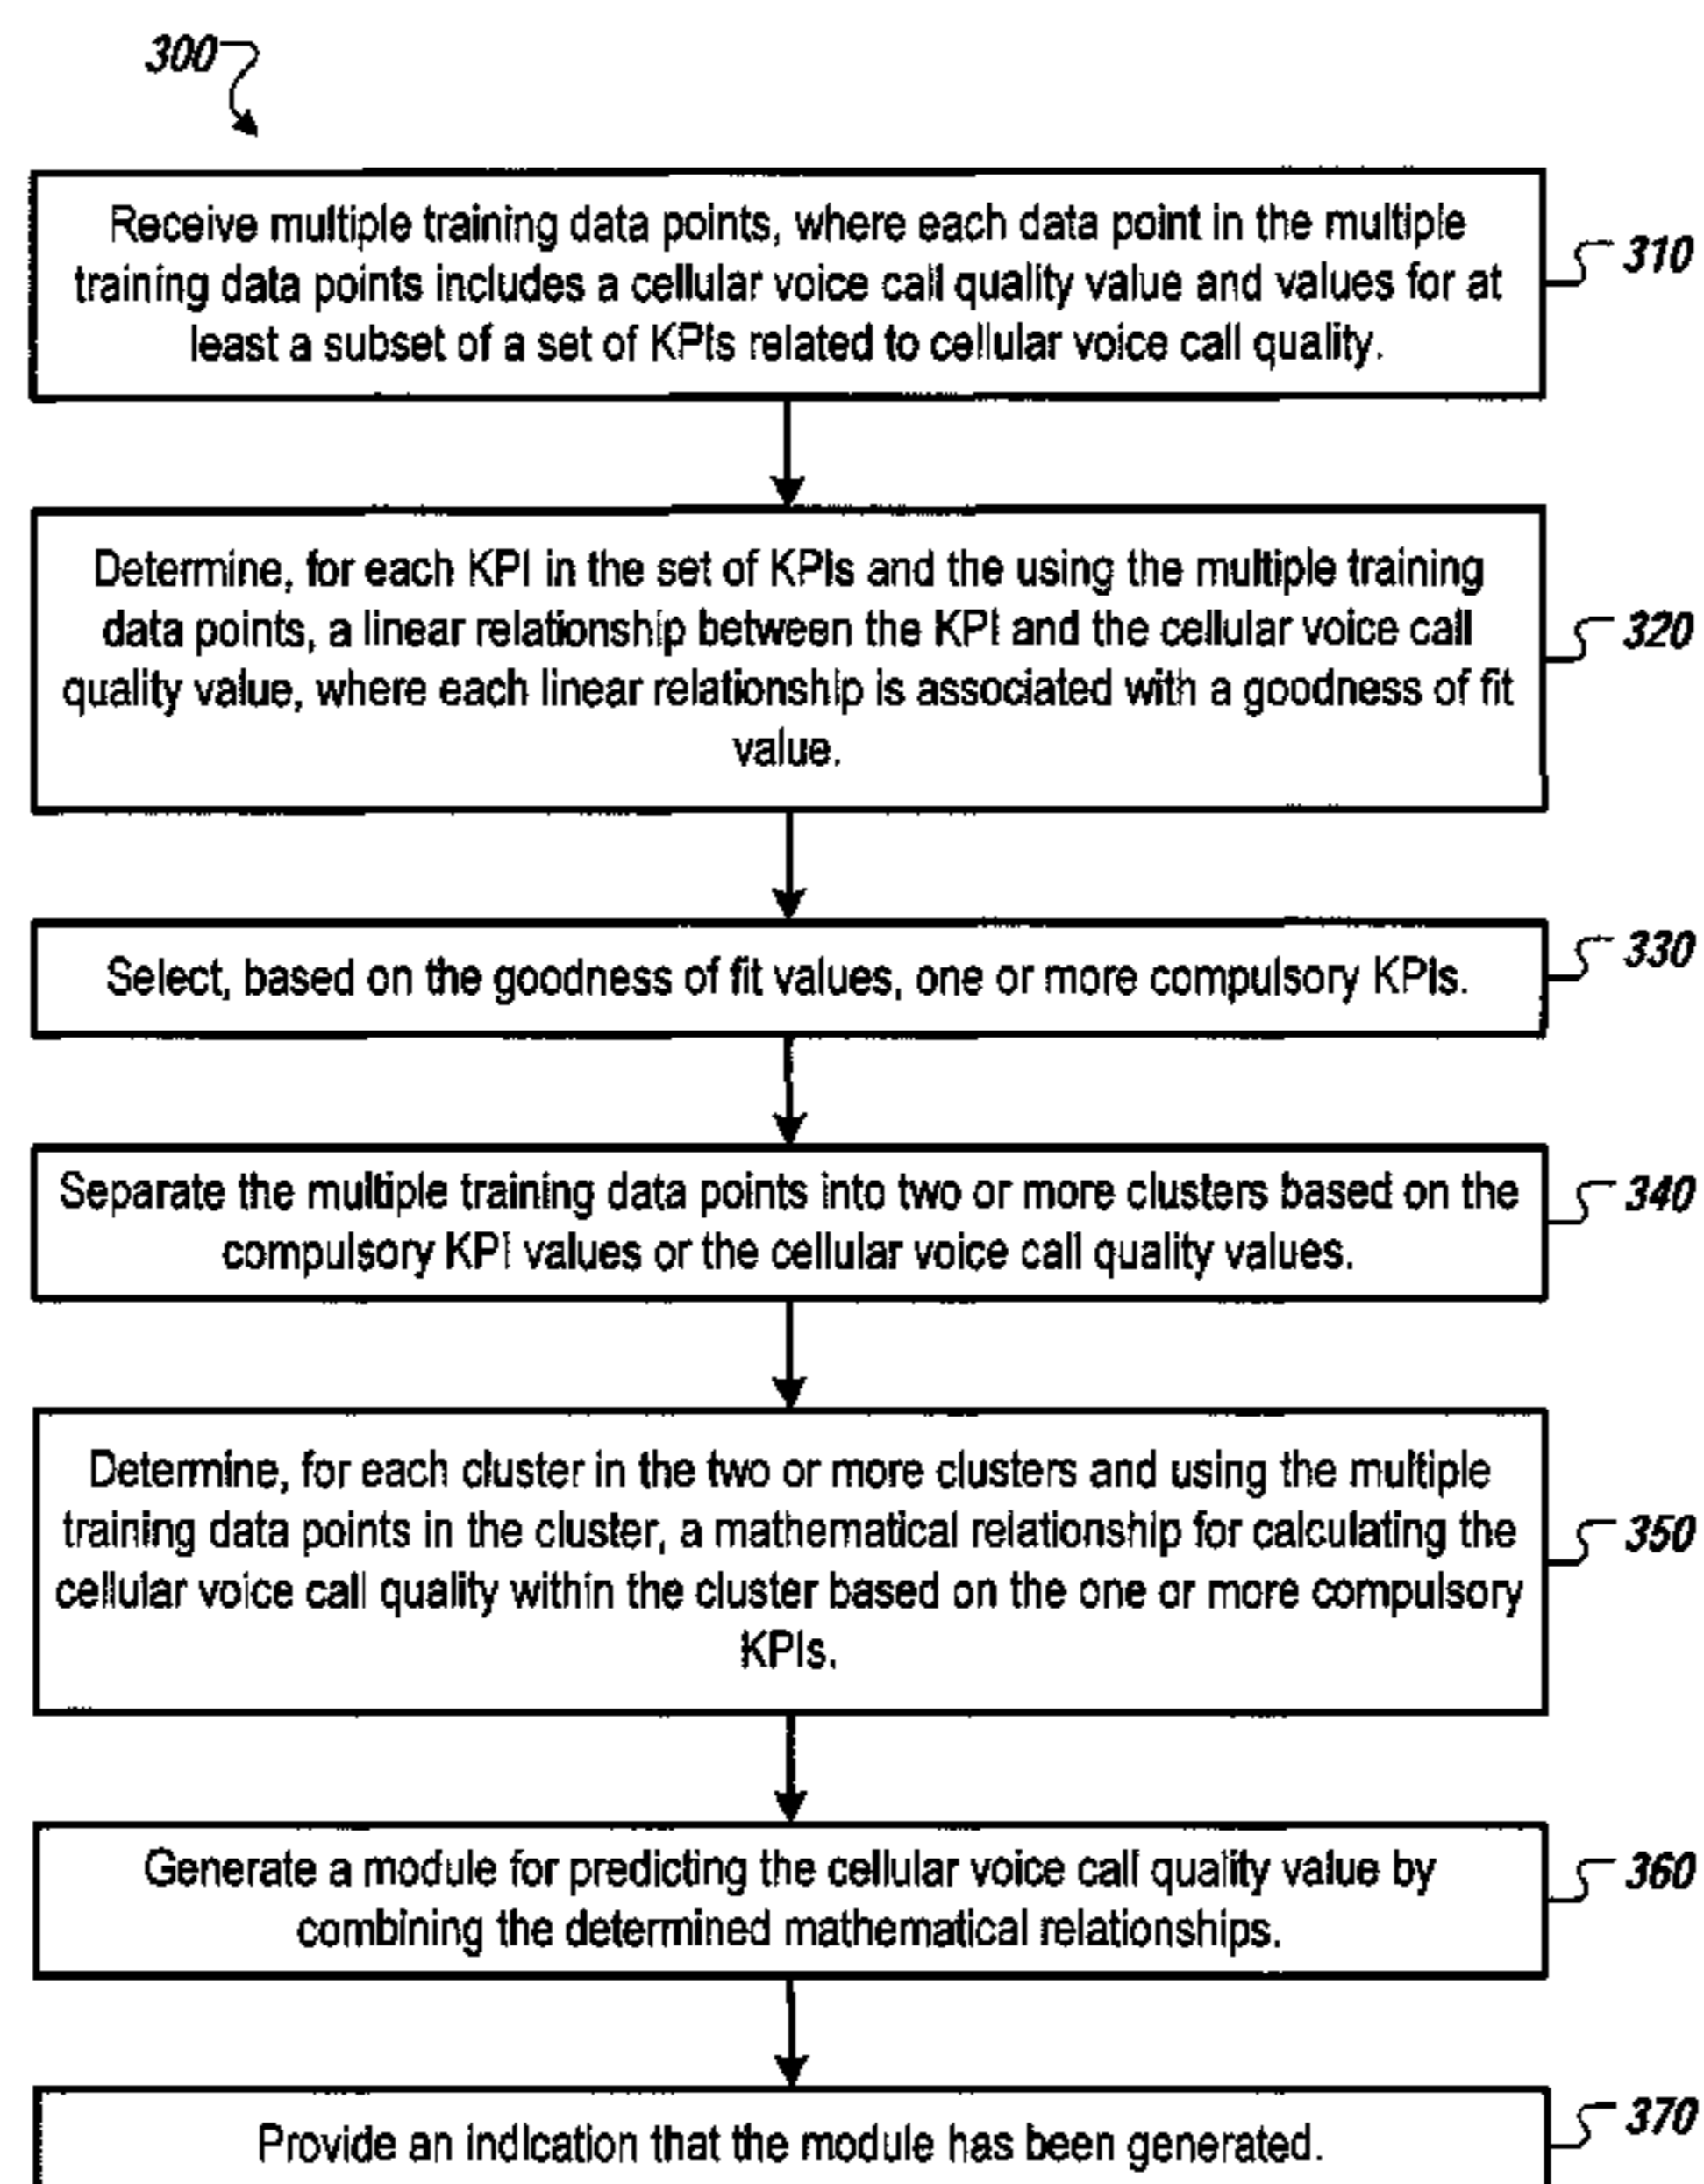 300
Receive multiple training data points, where each data point in the multiple
training data points includes a cellular voice call quality value and values for at
least a subset of a set of KPIs related to cellular voice call quality.
310
Determine, for each KPI in the set of KPIs and the using the multiple training
data points, a linear relationship between the KPI and the cellular voice call
quality value, where each linear relationship is associated with a goodness of fit
value.
320
Select, based on the goodness of fit values, one or more compulsory KPIs.
330
Separate the multiple training data points into two or more clusters based on the
compulsory KPI values or the cellular voice call quality values.
340
Determine, for each cluster in the two or more clusters and using the multiple
training data points in the cluster, a mathematical relationship for calculating the
cellular voice call quality within the cluster based on the one or more compulsory
KPIs.
350
Generate a module for predicting the cellular voice call quality value by
combining the determined mathematical relationships.
360
Provide an indication that the module has been generated.
370